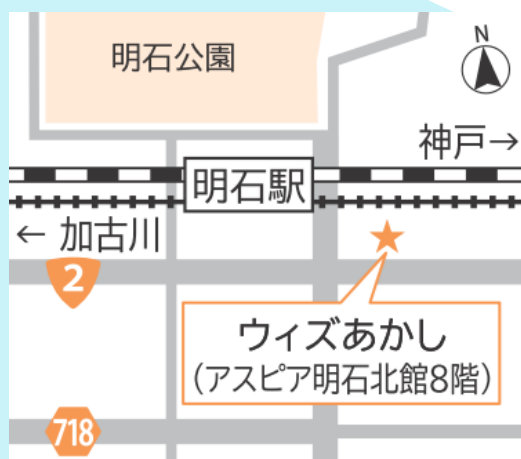 明石公園
N
神戸→
明石駅
← 加古川
2
ウィズあかし
(アスピア明石北館8階)
718